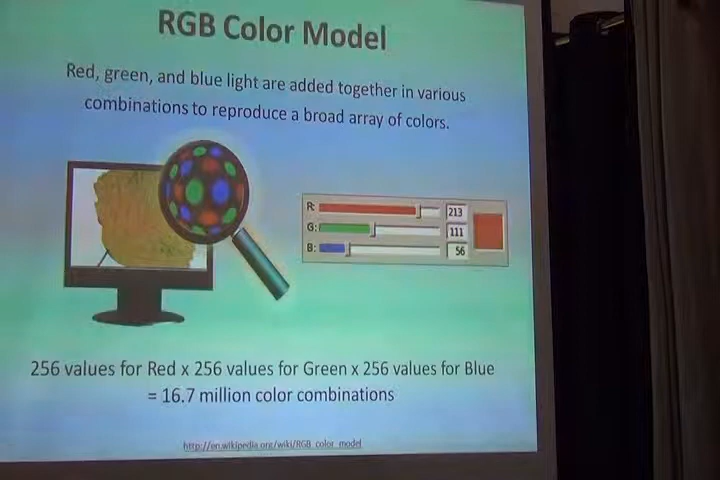 RGB Color Model
Red, green, and blue light are added together in various
combinations to reproduce a broad array of colors.
R: 213
G: 111
B: 56
256 values for Red x 256 values for Green x 256 values for Blue
= 16.7 million color combinations
http://en.wikipedia.org/wiki/RGB_color_model